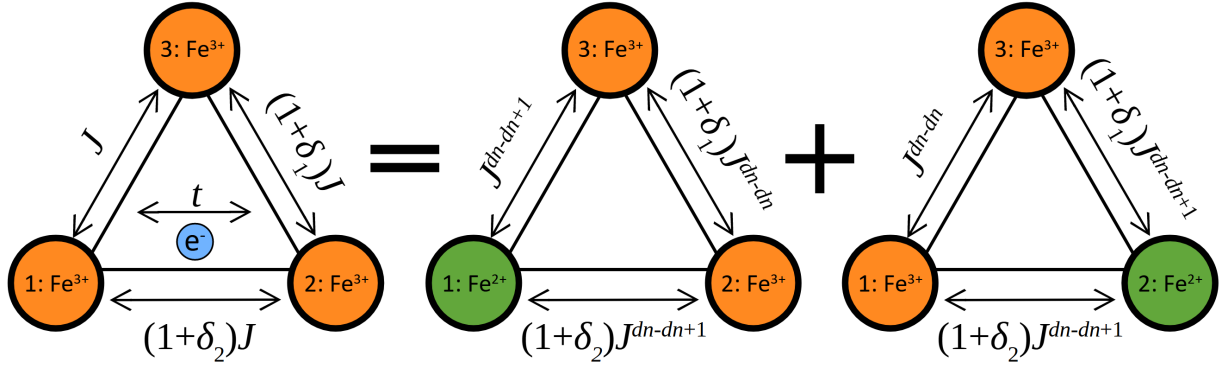 3: Fe³⁺
J
(1+δ₁)J
t
e⁻
1: Fe³⁺
2: Fe³⁺
(1+δ₂)J
=
3: Fe³⁺
J^{dn-dn+1}
(1+δ₁)J^{dn-dn}
1: Fe²⁺
2: Fe³⁺
(1+δ₂)J^{dn-dn+1}
+
3: Fe³⁺
J^{dn-dn}
(1+δ₁)J^{dn-dn+1}
1: Fe³⁺
2: Fe²⁺
(1+δ₂)J^{dn-dn+1}